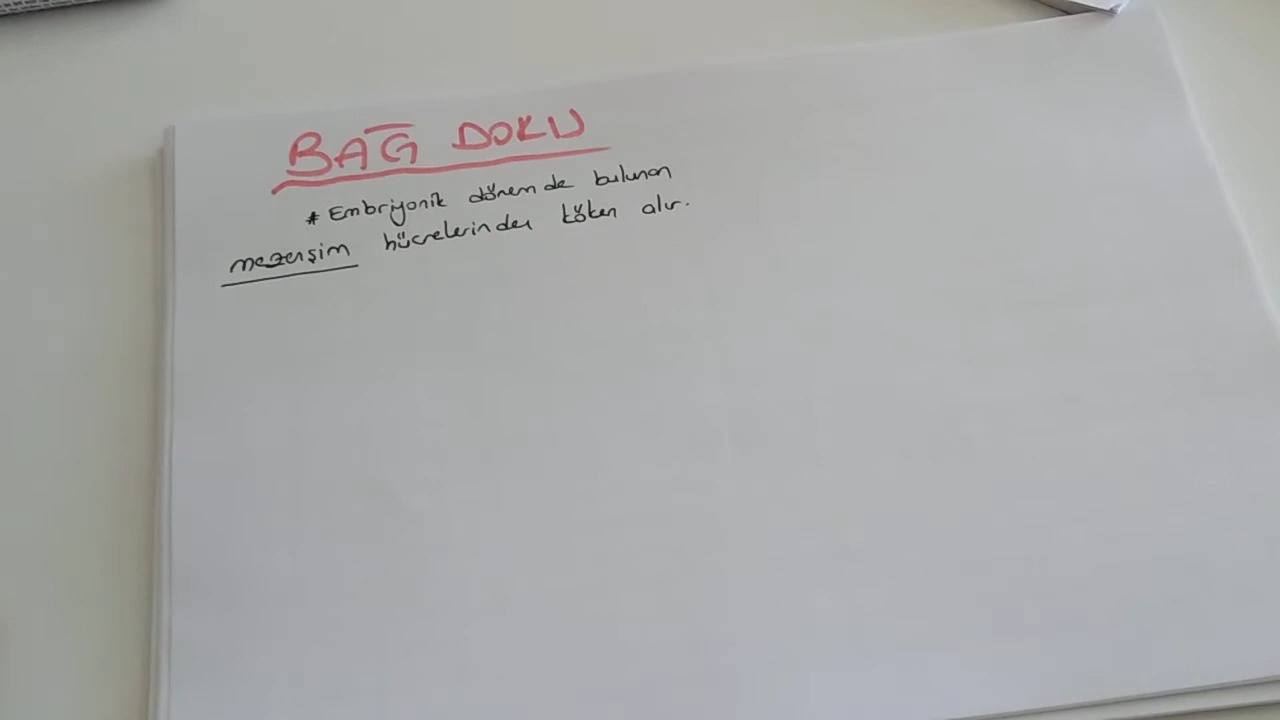 BAĞ DOKU
* Embriyonik dönemde bulunan
mezenşim hücrelerinden köken alır.